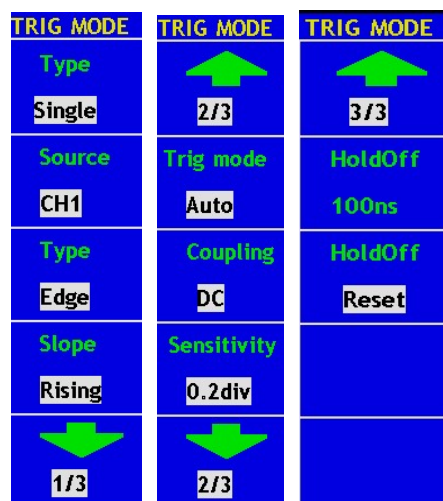 TRIG MODE
Type
Single
Source
CH1
Type
Edge
Slope
Rising
1/3
TRIG MODE
2/3
Trig mode
Auto
Coupling
DC
Sensitivity
0.2div
2/3
TRIG MODE
3/3
HoldOff
100ns
HoldOff
Reset